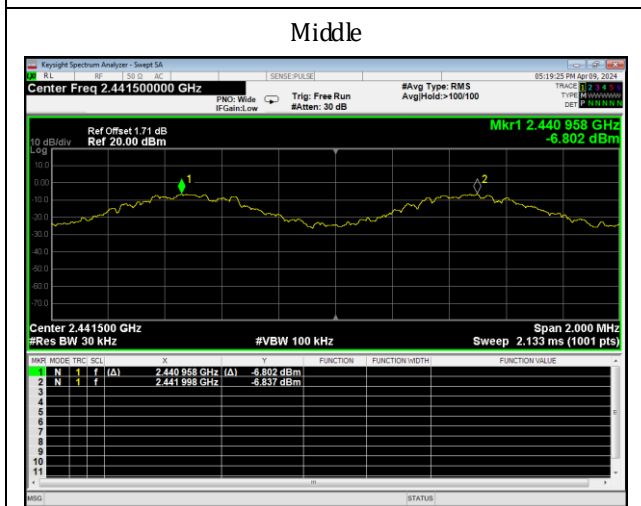 Middle
Keysight Spectrum Analyzer - Swept SA
RL RF 50 Ω AC SENSE:PULSE 05:19:25 PM Apr 09, 2024
Center Freq 2.441500000 GHz #Avg Type: RMS TRACE 1 2 3 4 5 6
PNO: Wide Trig: Free Run Avg|Hold:>100/100 TYPE M WWWWW
IFGain:Low #Atten: 30 dB DET P N N N N N
Ref Offset 1.71 dB Mkr1 2.440 958 GHz
10 dB/div Ref 20.00 dBm -6.802 dBm
Log
10.0
0.00
-10.0
-20.0
-30.0
-40.0
-50.0
-60.0
-70.0
1
2
Center 2.441500 GHz Span 2.000 MHz
#Res BW 30 kHz #VBW 100 kHz Sweep 2.133 ms (1001 pts)
MKR MODE TRC SCL X Y FUNCTION FUNCTION WIDTH FUNCTION VALUE
1 N 1 f (Δ) 2.440 958 GHz (Δ) -6.802 dBm
2 N 1 f 2.441 998 GHz -6.837 dBm
3
4
5
6
7
8
9
10
11
MSG STATUS